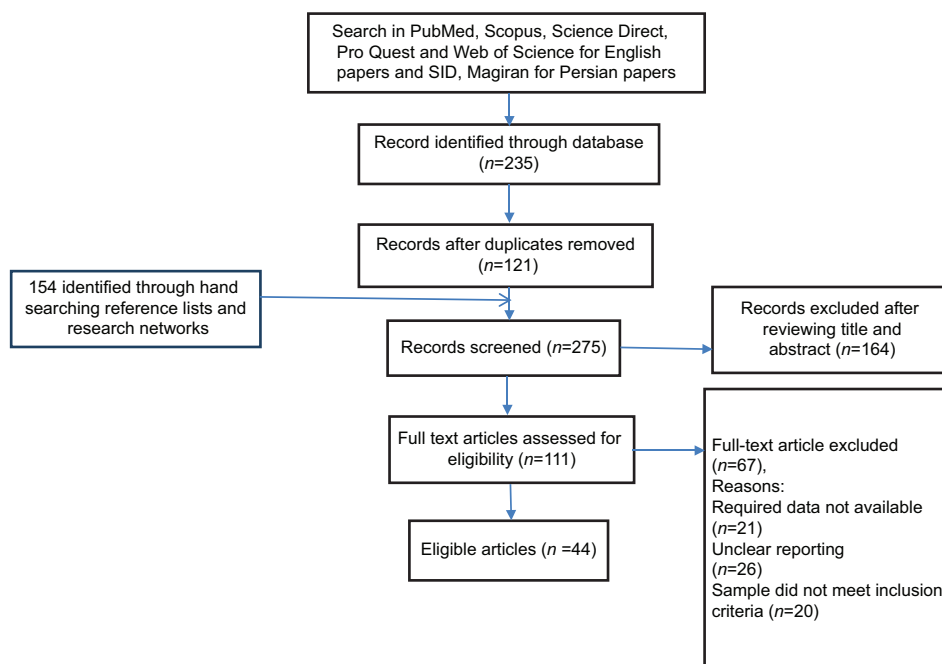 Search in PubMed, Scopus, Science Direct,
Pro Quest and Web of Science for English
papers and SID, Magiran for Persian papers
Record identified through database
(n=235)
Records after duplicates removed
(n=121)
154 identified through hand
searching reference lists and
research networks
Records screened (n=275)
Records excluded after
reviewing title and
abstract (n=164)
Full text articles assessed for
eligibility (n=111)
Full-text article excluded
(n=67),
Reasons:
Required data not available
(n=21)
Unclear reporting
(n=26)
Sample did not meet inclusion
criteria (n=20)
Eligible articles (n =44)